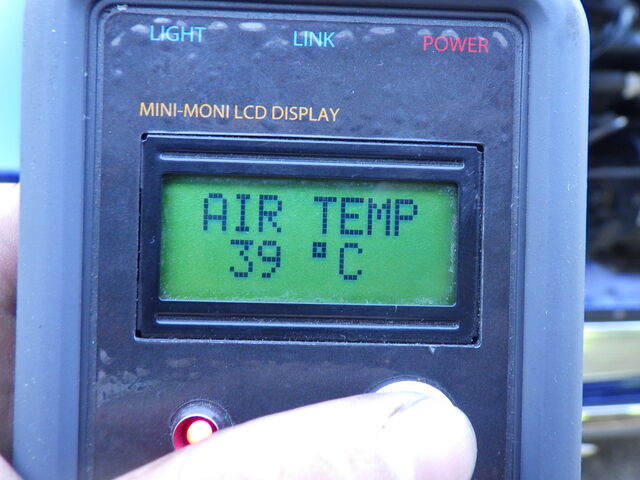 LIGHT LINK POWER
MINI-MONI LCD DISPLAY
AIR TEMP
39 °C